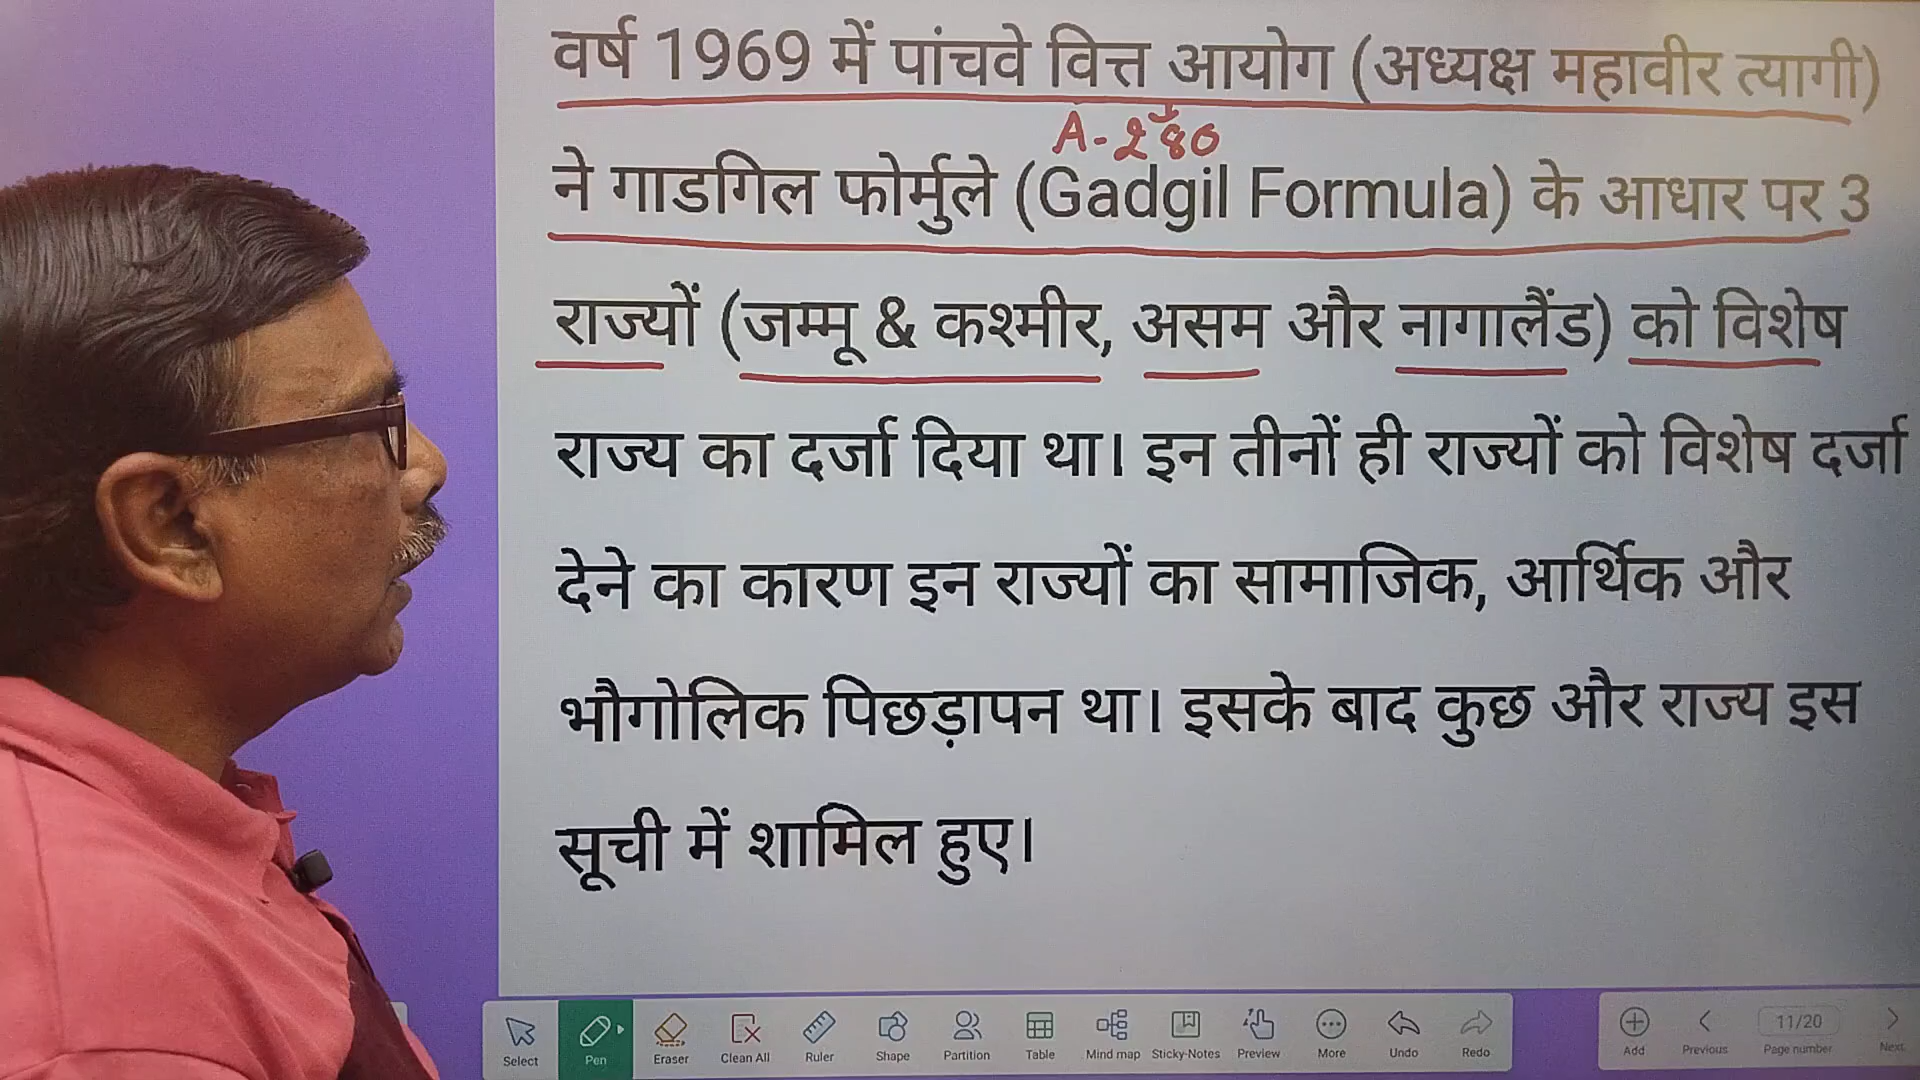 वर्ष 1969 में पांचवे वित्त आयोग (अध्यक्ष महावीर त्यागी)
A-280
ने गाडगिल फोर्मुले (Gadgil Formula) के आधार पर 3
राज्यों (जम्मू & कश्मीर, असम और नागालैंड) को विशेष
राज्य का दर्जा दिया था। इन तीनों ही राज्यों को विशेष दर्जा
देने का कारण इन राज्यों का सामाजिक, आर्थिक और
भौगोलिक पिछड़ापन था। इसके बाद कुछ और राज्य इस
सूची में शामिल हुए।
Select Pen Eraser Clean All Ruler Shape Partition Table Mind map Sticky-Notes Preview More Undo Redo
11/20
Add Previous Page number Next